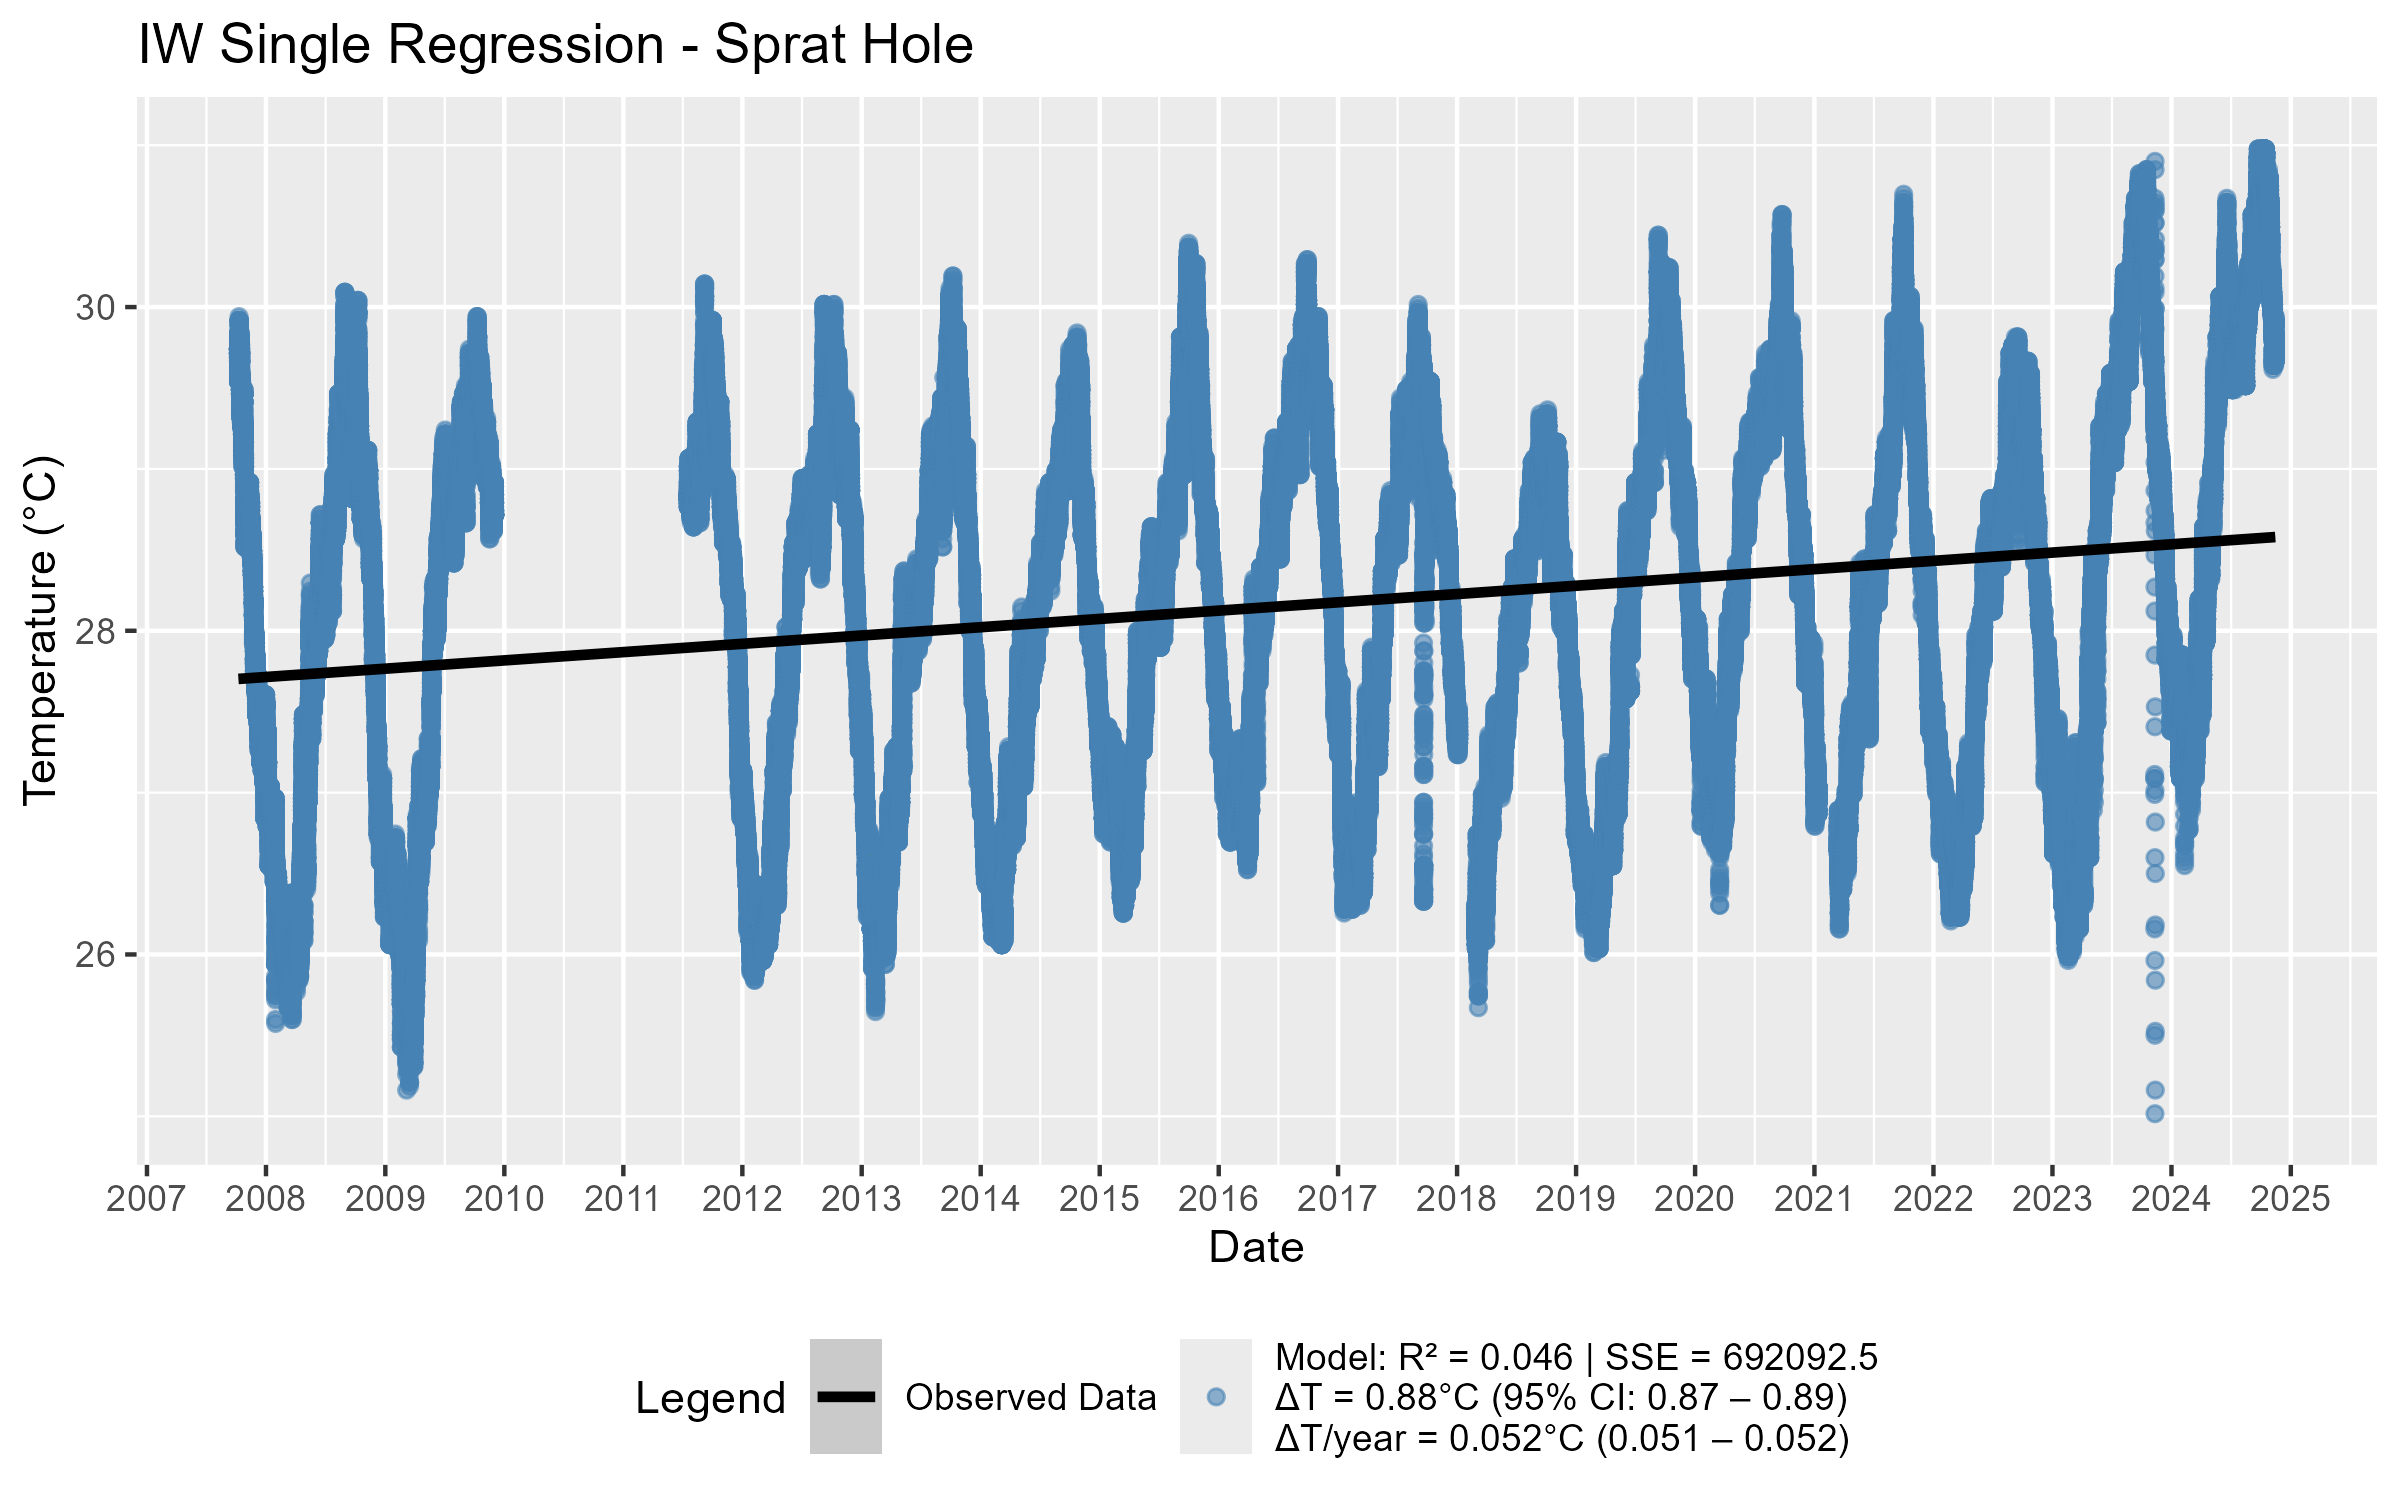 IW Single Regression - Sprat Hole
Temperature (°C)
30
28
26
2007 2008 2009 2010 2011 2012 2013 2014 2015 2016 2017 2018 2019 2020 2021 2022 2023 2024 2025
Date
Legend
Observed Data
Model: R² = 0.046 | SSE = 692092.5
ΔT = 0.88°C (95% CI: 0.87 – 0.89)
ΔT/year = 0.052°C (0.051 – 0.052)